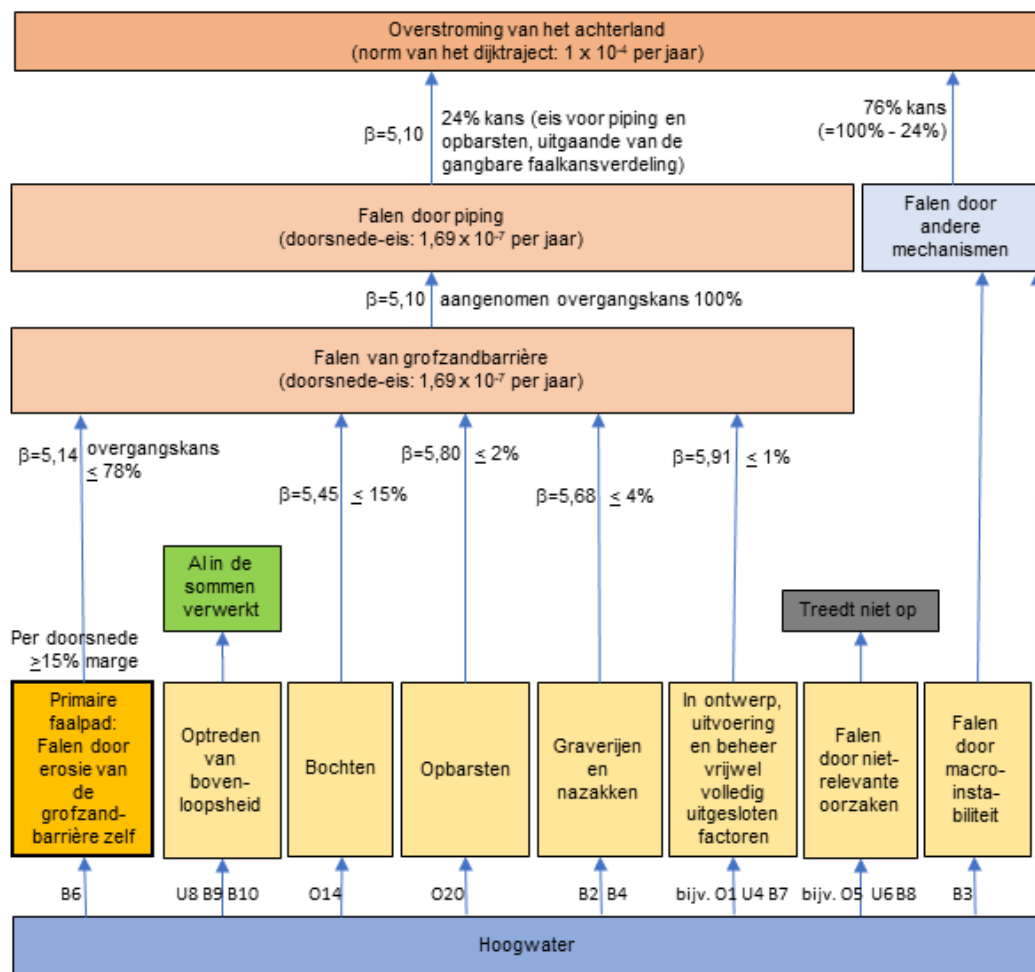 Overstroming van het achterland
(norm van het dijktraject: 1 x 10⁻⁴ per jaar)
β=5,10
24% kans (eis voor piping en
opbarsten, uitgaande van de
gangbare faalkansverdeling)
76% kans
(=100% - 24%)
Falen door piping
(doorsnede-eis: 1,69 x 10⁻⁷ per jaar)
Falen door
andere
mechanismen
β=5,10 aangenomen overgangskans 100%
Falen van grofzandbarrière
(doorsnede-eis: 1,69 x 10⁻⁷ per jaar)
β=5,14
overgangskans
≤ 78%
β=5,45 ≤ 15%
β=5,80 ≤ 2%
β=5,68 ≤ 4%
β=5,91 ≤ 1%
Al in de
sommen
verwerkt
Treedt niet op
Per doorsnede
≥15% marge
Primaire
faalpad:
Falen door
erosie van
de
grofzand-
barrière zelf
Optreden
van
boven-
loopsheid
Bochten
Opbarsten
Graverijen
en
nazakken
In ontwerp,
uitvoering
en beheer
vrijwel
volledig
uitgesloten
factoren
Falen
door niet-
relevante
oorzaken
Falen
door
macro-
insta-
biliteit
B6
U8 B9 B10
O14
O20
B2 B4
bijv. O1 U4 B7
bijv. O5 U6 B8
B3
Hoogwater